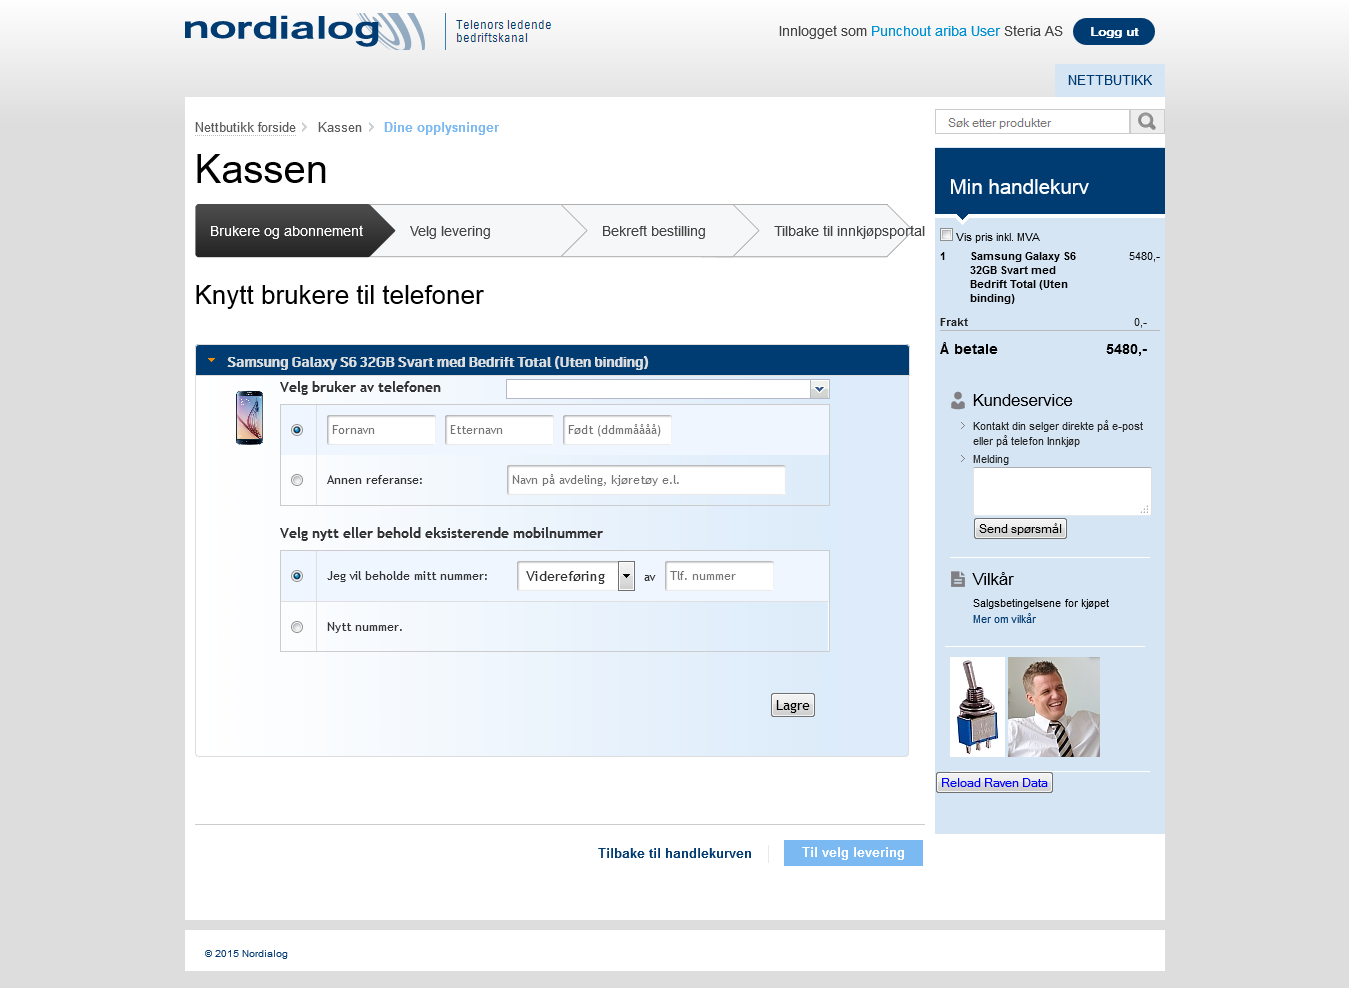 nordialog
Telenors ledende
bedriftskanal
Innlogget som Punchout ariba User Steria AS
Logg ut
NETTBUTIKK
Nettbutikk forside
Kassen
Dine opplysninger
Søk etter produkter
Kassen
Brukere og abonnement
Velg levering
Bekreft bestilling
Tilbake til innkjøpsportal
Knytt brukere til telefoner
Samsung Galaxy S6 32GB Svart med Bedrift Total (Uten binding)
Velg bruker av telefonen
Fornavn
Etternavn
Født (ddmmåååå)
Annen referanse:
Navn på avdeling, kjøretøy e.l.
Velg nytt eller behold eksisterende mobilnummer
Jeg vil beholde mitt nummer:
Videreføring
av
Tlf. nummer
Nytt nummer.
Lagre
Tilbake til handlekurven
Til velg levering
Min handlekurv
Vis pris inkl. MVA
1 Samsung Galaxy S6 5480,-
32GB Svart med
Bedrift Total (Uten
binding)
Frakt 0,-
Å betale 5480,-
Kundeservice
Kontakt din selger direkte på e-post
eller på telefon Innkjøp
Melding
Send spørsmål
Vilkår
Salgsbetingelsene for kjøpet
Mer om vilkår
Reload Raven Data
© 2015 Nordialog